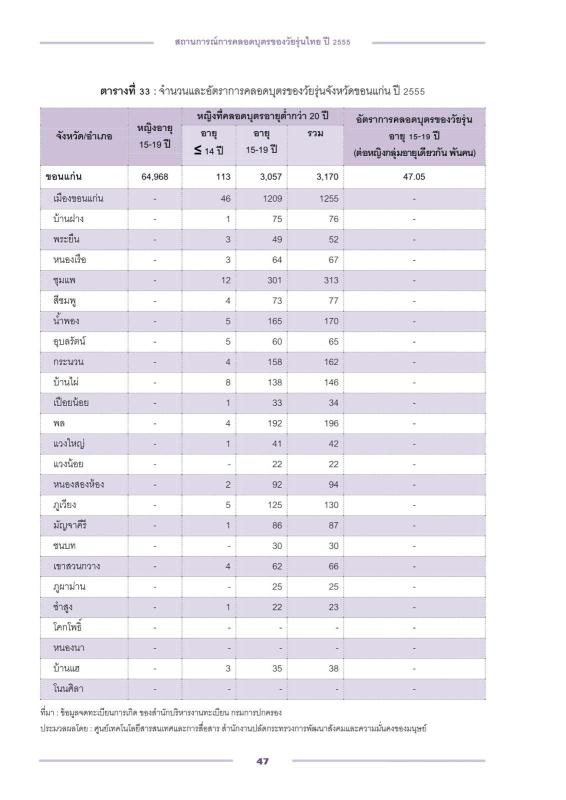 สถานการณ์การคลอดบุตรของวัยรุ่นไทย ปี 2555
ตารางที่ 33 : จำนวนและอัตราการคลอดบุตรของวัยรุ่นจังหวัดขอนแก่น ปี 2555
จังหวัด/อำเภอ หญิงอายุ 15-19 ปี หญิงที่คลอดบุตรอายุต่ำกว่า 20 ปี อัตราการคลอดบุตรของวัยรุ่น อายุ 15-19 ปี (ต่อหญิงกลุ่มอายุเดียวกัน พันคน)
อายุ ≤ 14 ปี อายุ 15-19 ปี รวม
ขอนแก่น 64,968 113 3,057 3,170 47.05
เมืองขอนแก่น - 46 1209 1255 -
บ้านฝาง - 1 75 76 -
พระยืน - 3 49 52 -
หนองเรือ - 3 64 67 -
ชุมแพ - 12 301 313 -
สีชมพู - 4 73 77 -
น้ำพอง - 5 165 170 -
อุบลรัตน์ - 5 60 65 -
กระนวน - 4 158 162 -
บ้านไผ่ - 8 138 146 -
เปือยน้อย - 1 33 34 -
พล - 4 192 196 -
แวงใหญ่ - 1 41 42 -
แวงน้อย - - 22 22 -
หนองสองห้อง - 2 92 94 -
ภูเวียง - 5 125 130 -
มัญจาคีรี - 1 86 87 -
ชนบท - - 30 30 -
เขาสวนกวาง - 4 62 66 -
ภูผาม่าน - - 25 25 -
ซำสูง - 1 22 23 -
โคกโพธิ์ - - - - -
หนองนา - - - - -
บ้านแฮ - 3 35 38 -
โนนศิลา - - - - -
ที่มา : ข้อมูลจดทะเบียนการเกิด ของสำนักบริหารงานทะเบียน กรมการปกครอง
ประมวลผลโดย : ศูนย์เทคโนโลยีสารสนเทศและการสื่อสาร สำนักงานปลัดกระทรวงการพัฒนาสังคมและความมั่นคงของมนุษย์
47